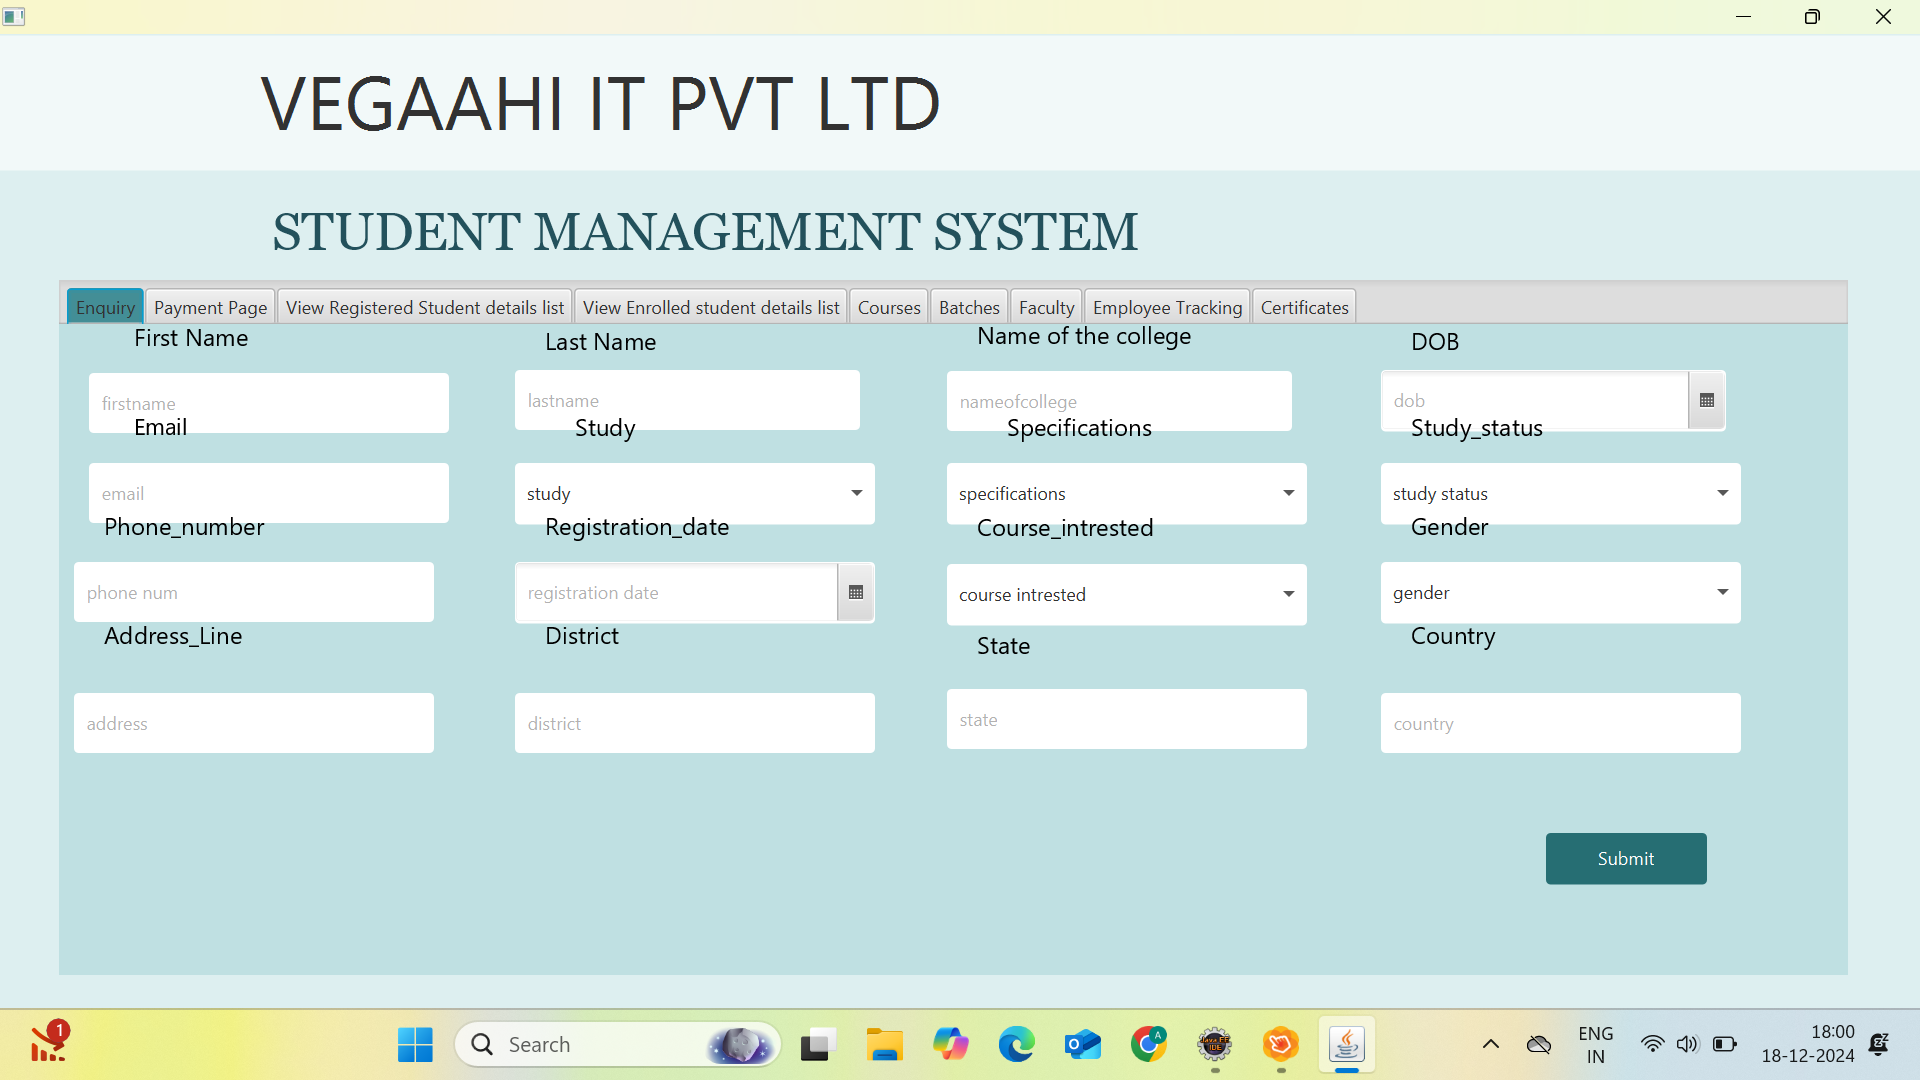 VEGAAHI IT PVT LTD
STUDENT MANAGEMENT SYSTEM
Enquiry Payment Page View Registered Student details list View Enrolled student details list Courses Batches Faculty Employee Tracking Certificates
First Name Last Name Name of the college DOB
firstname lastname nameofcollege dob
Email Study Specifications Study_status
email study specifications study status
Phone_number Registration_date Course_intrested Gender
phone num registration date course intrested gender
Address_Line District State Country
address district state country
Submit
1 Search A Java EE IDE ENG 18:00
IN 18-12-2024